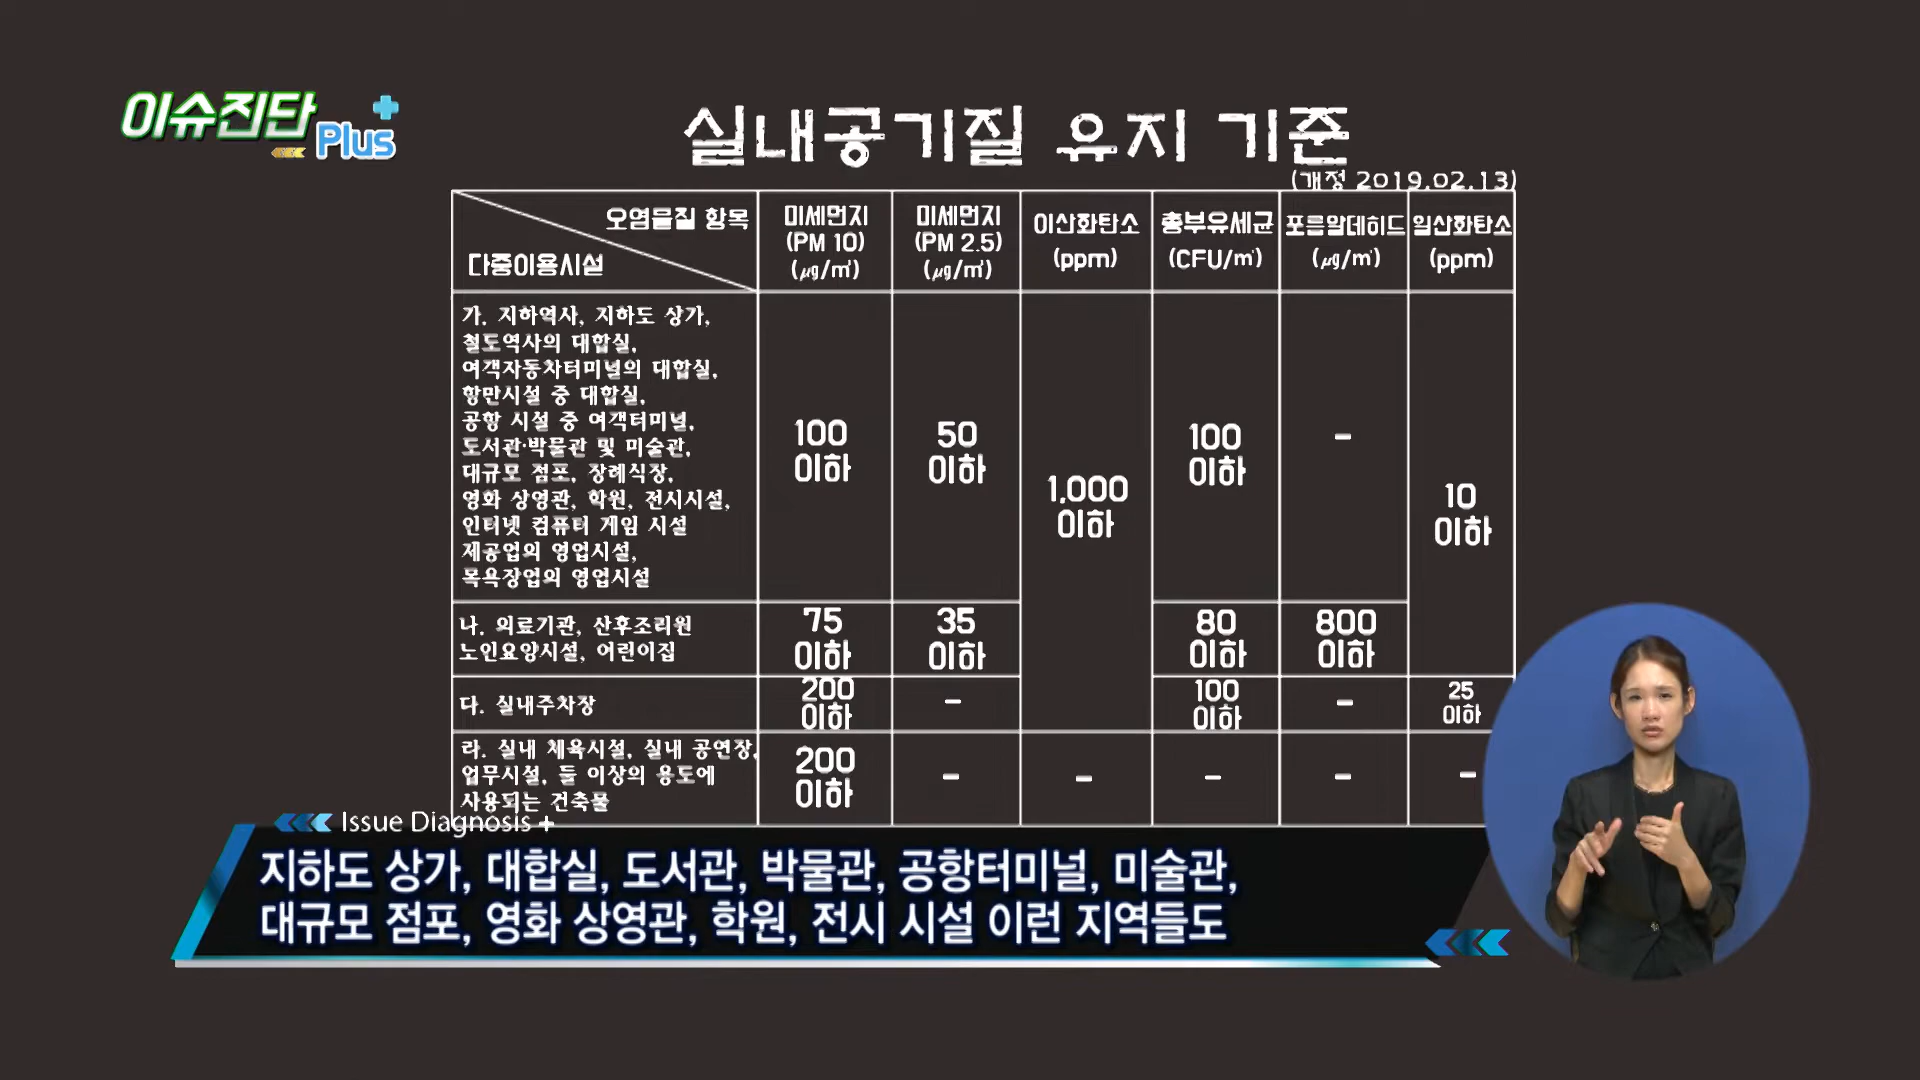 이슈진단
Plus
실내공기질 유지 기준
(개정 2019.02.13)
오염물질 항목
다중이용시설
미세먼지
(PM 10)
(㎍/㎥)
미세먼지
(PM 2.5)
(㎍/㎥)
이산화탄소
(ppm)
총부유세균
(CFU/㎥)
포름알데히드
(㎍/㎥)
일산화탄소
(ppm)
가. 지하역사, 지하도 상가,
철도역사의 대합실,
여객자동차터미널의 대합실,
항만시설 중 대합실,
공항 시설 중 여객터미널,
도서관·박물관 및 미술관,
대규모 점포, 장례식장,
영화 상영관, 학원, 전시시설,
인터넷 컴퓨터 게임 시설
제공업의 영업시설,
목욕장업의 영업시설
100
이하
50
이하
1,000
이하
100
이하
-
10
이하
나. 의료기관, 산후조리원
노인요양시설, 어린이집
75
이하
35
이하
80
이하
800
이하
다. 실내주차장
200
이하
-
100
이하
-
25
이하
라. 실내 체육시설, 실내 공연장,
업무시설, 둘 이상의 용도에
사용되는 건축물
200
이하
-
-
-
-
-
Issue Diagnosis +
지하도 상가, 대합실, 도서관, 박물관, 공항터미널, 미술관,
대규모 점포, 영화 상영관, 학원, 전시 시설 이런 지역들도